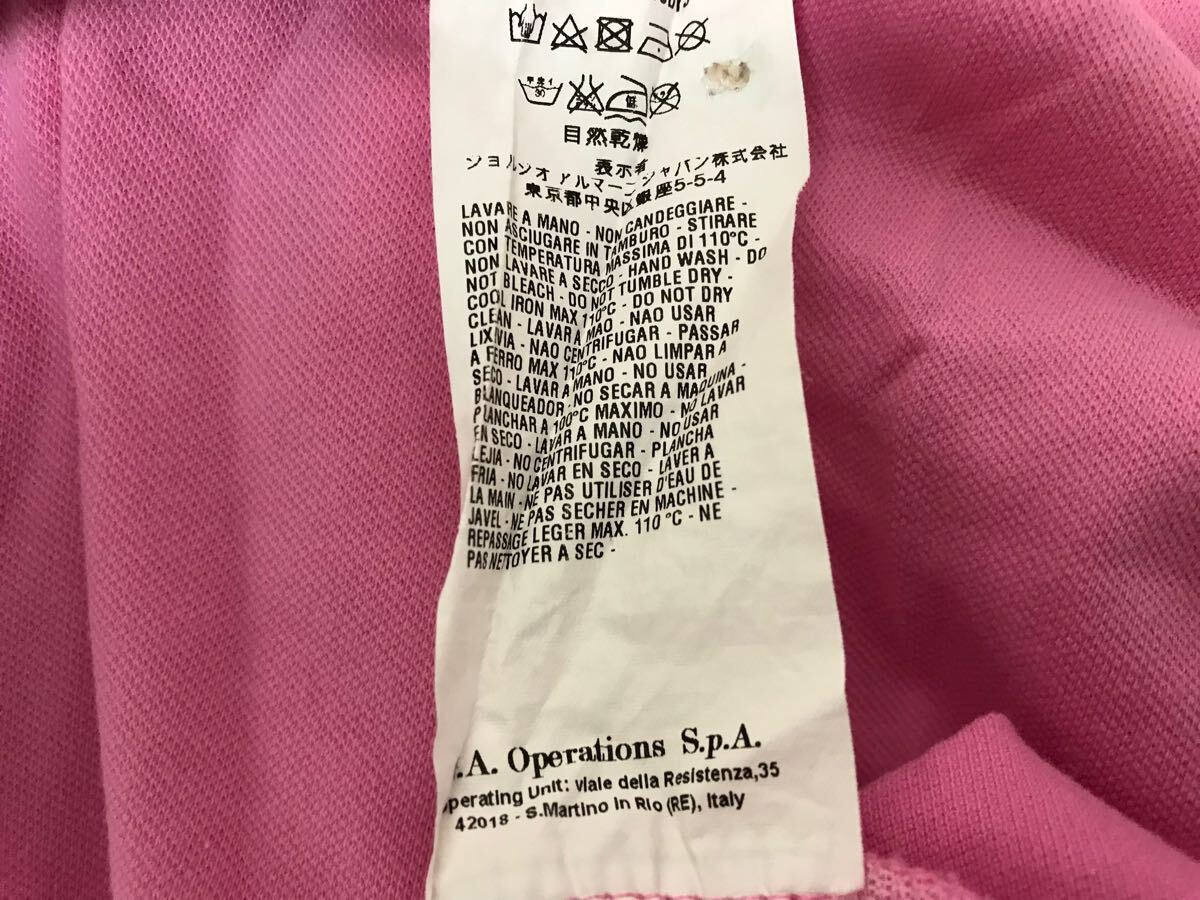 手洗イ
30
低
自然乾燥
表示者
ジョルジオ アルマーニ ジャパン株式会社
東京都中央区銀座5-5-4
LAVARE A MANO - NON CANDEGGIARE -
NON ASCIUGARE IN TAMBURO - STIRARE
CON TEMPERATURA MASSIMA DI 110°C -
NON LAVARE A SECCO - HAND WASH - DO
NOT BLEACH - DO NOT TUMBLE DRY -
COOL IRON MAX 110°C - DO NOT DRY
CLEAN - LAVAR A MAO - NAO USAR
LIXIVIA - NAO CENTRIFUGAR - PASSAR
A FERRO MAX 110°C - NAO LIMPAR A
SECO - LAVAR A MANO - NO USAR
BLANQUEADOR - NO SECAR A MAQUINA -
PLANCHAR A 100°C MAXIMO - NO LAVAR
EN SECO - LAVAR A MANO - NO USAR
LEJIA - NO CENTRIFUGAR - PLANCHA
FRIA - NO LAVAR EN SECO - LAVER A
LA MAIN - NE PAS UTILISER D'EAU DE
JAVEL - NE PAS SECHER EN MACHINE -
REPASSAGE LEGER MAX. 110 °C - NE
PAS NETTOYER A SEC -
.A. Operations S.p.A.
perating Unit: viale della Resistenza,35
42018 - S.Martino in Rio (RE), Italy